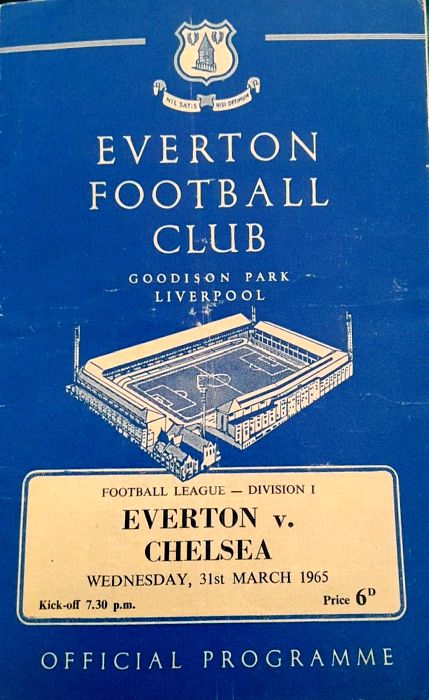 NIL SATIS NISI OPTIMUM
EVERTON
FOOTBALL
CLUB
GOODISON PARK
LIVERPOOL
FOOTBALL LEAGUE — DIVISION I
EVERTON v.
CHELSEA
WEDNESDAY, 31st MARCH 1965
Kick-off 7.30 p.m. Price 6D
OFFICIAL PROGRAMME